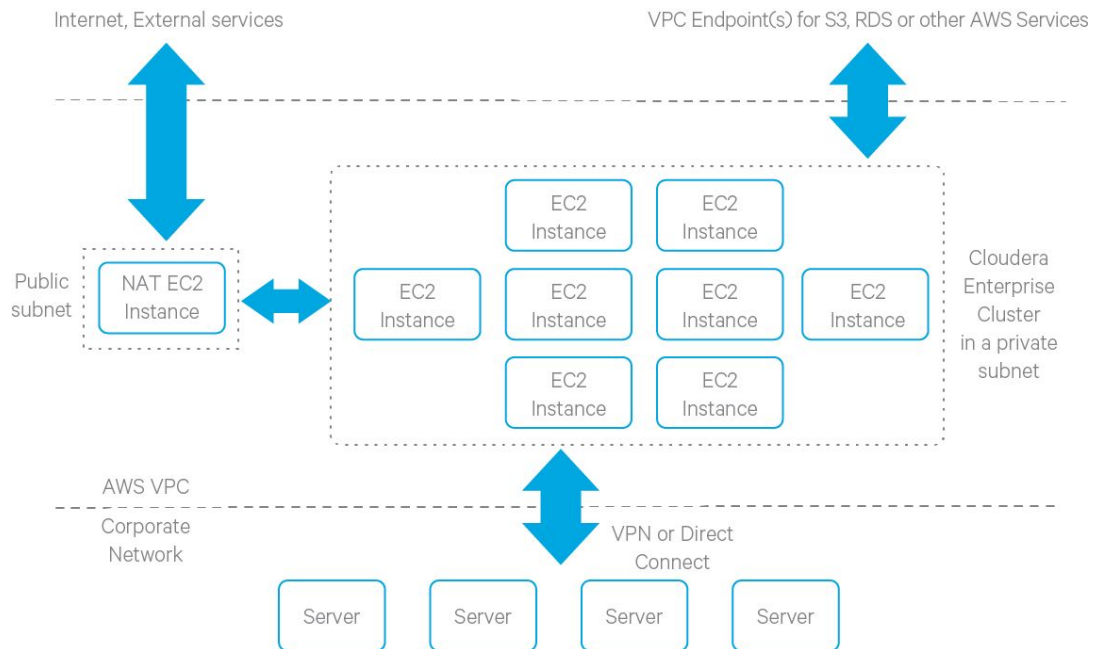 Internet, External services
VPC Endpoint(s) for S3, RDS or other AWS Services
Public
subnet
NAT EC2
Instance
EC2
Instance
EC2
Instance
EC2
Instance
EC2
Instance
EC2
Instance
EC2
Instance
EC2
Instance
EC2
Instance
Cloudera
Enterprise
Cluster
in a private
subnet
AWS VPC
Corporate
Network
VPN or Direct
Connect
Server
Server
Server
Server